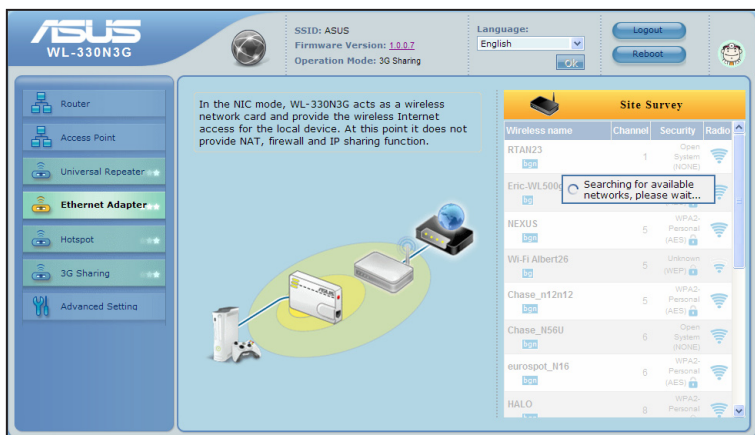 ASUS
WL-330N3G
SSID: ASUS
Firmware Version: 1.0.0.7
Operation Mode: 3G Sharing
Language:
English
OK
Logout
Reboot
Router
Access Point
Universal Repeater
Ethernet Adapter
Hotspot
3G Sharing
Advanced Setting
In the NIC mode, WL-330N3G acts as a wireless
network card and provide the wireless Internet
access for the local device. At this point it does not
provide NAT, firewall and IP sharing function.
Site Survey
Wireless name Channel Security Radio
RTAN23 bgn 1 Open System (NONE)
Eric-WL500g bg
Searching for available
networks, please wait...
NEXUS bgn 5 WPA2-Personal (AES)
Wi-Fi Albert26 bg 5 Unknown (WEP)
Chase_n12n12 bgn 5 WPA2-Personal (AES)
Chase_N56U bgn 6 Open System (NONE)
eurospot_N16 bgn 6 WPA2-Personal (AES)
HALO 8 WPA2-Personal